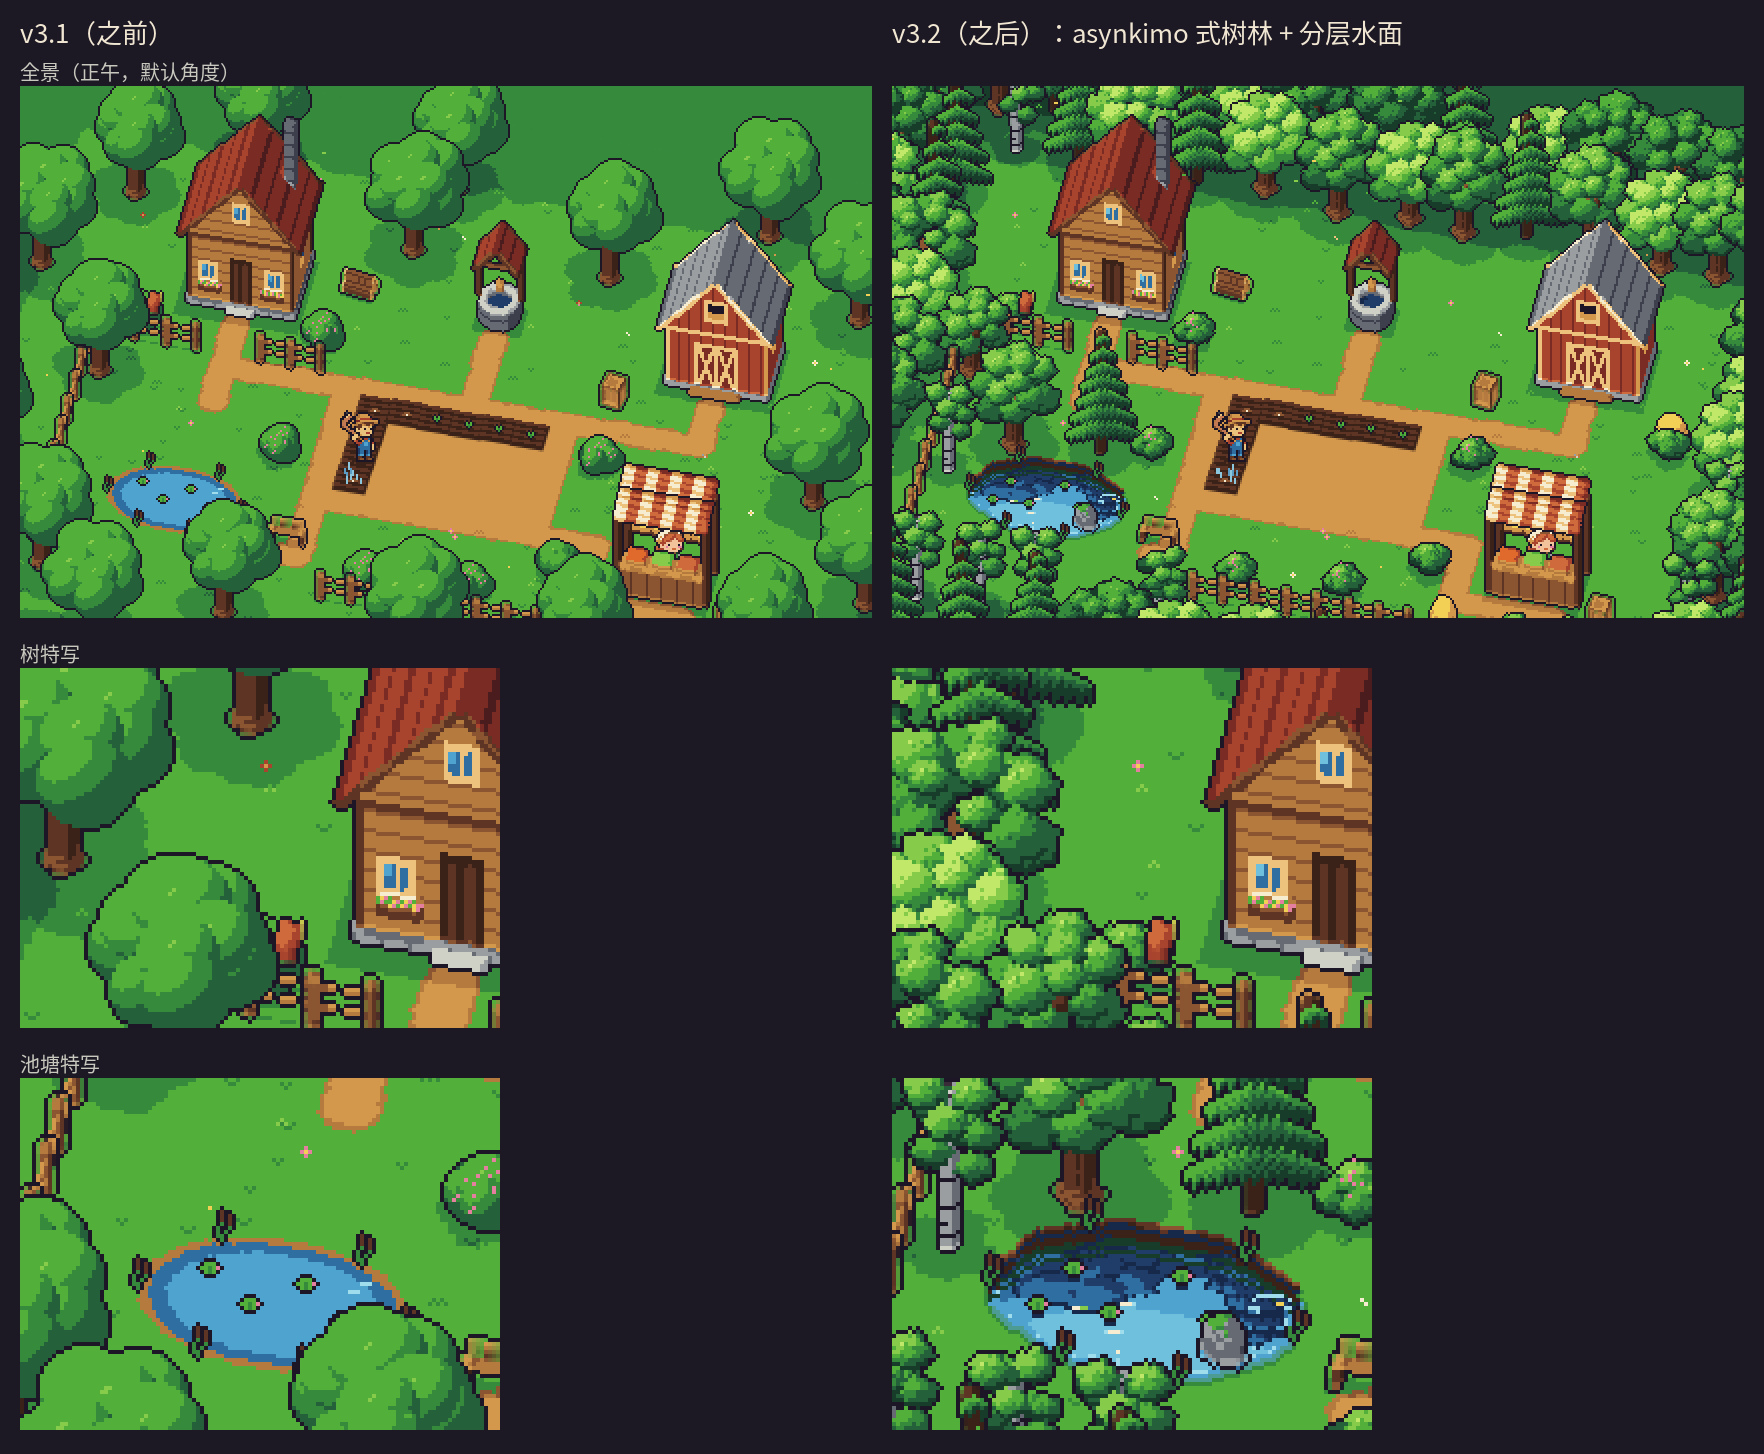 v3.1（之前）
v3.2（之后）：asynkimo 式树林 + 分层水面
全景（正午，默认角度）
树特写
池塘特写